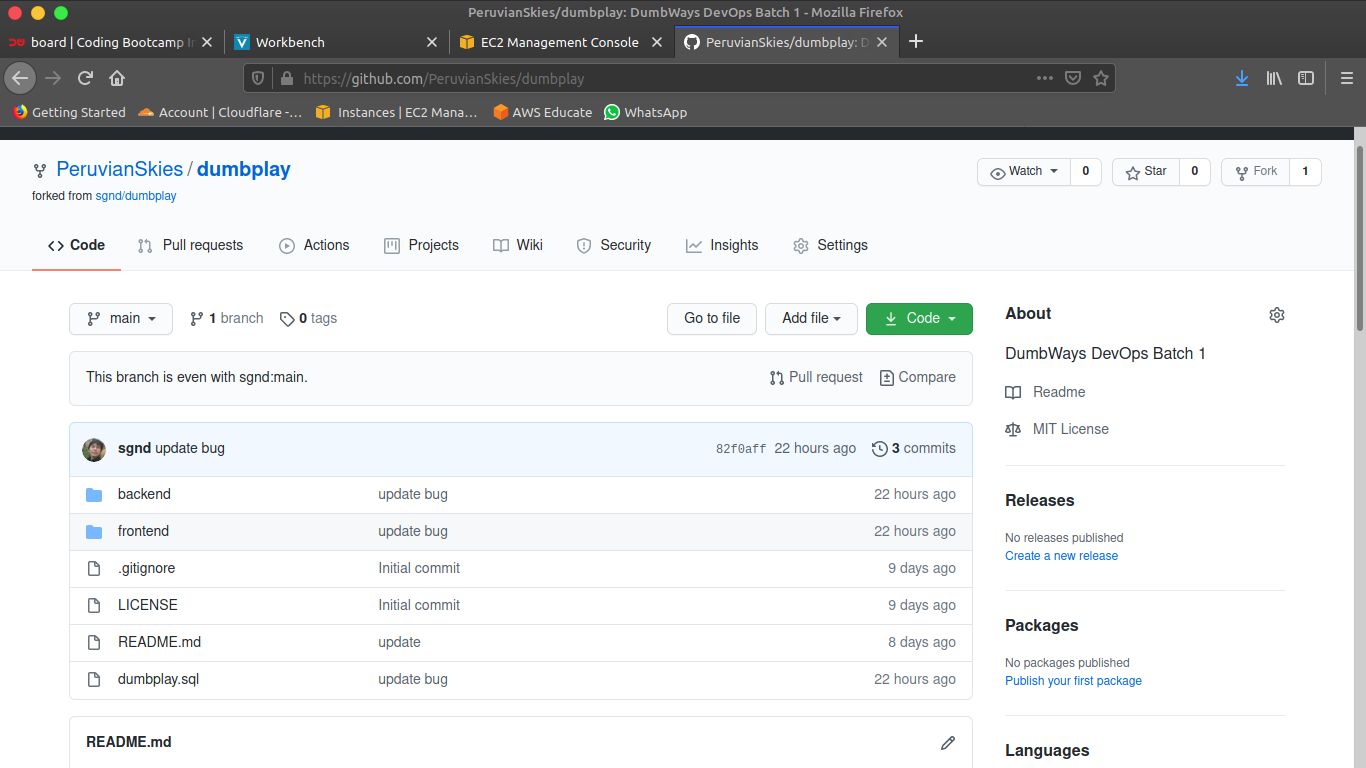 PeruvianSkies/dumbplay: DumbWays DevOps Batch 1 - Mozilla Firefox
board | Coding Bootcamp
Workbench
EC2 Management Console
PeruvianSkies/dumbplay:
https://github.com/PeruvianSkies/dumbplay
Getting Started
Account | Cloudflare -...
Instances | EC2 Mana...
AWS Educate
WhatsApp
PeruvianSkies / dumbplay
forked from sgnd/dumbplay
Watch 0
Star 0
Fork 1
Code
Pull requests
Actions
Projects
Wiki
Security
Insights
Settings
main
1 branch
0 tags
Go to file
Add file
Code
This branch is even with sgnd:main.
Pull request
Compare
sgnd update bug 82f0aff 22 hours ago 3 commits
backend update bug 22 hours ago
frontend update bug 22 hours ago
.gitignore Initial commit 9 days ago
LICENSE Initial commit 9 days ago
README.md update 8 days ago
dumbplay.sql update bug 22 hours ago
README.md
About
DumbWays DevOps Batch 1
Readme
MIT License
Releases
No releases published
Create a new release
Packages
No packages published
Publish your first package
Languages